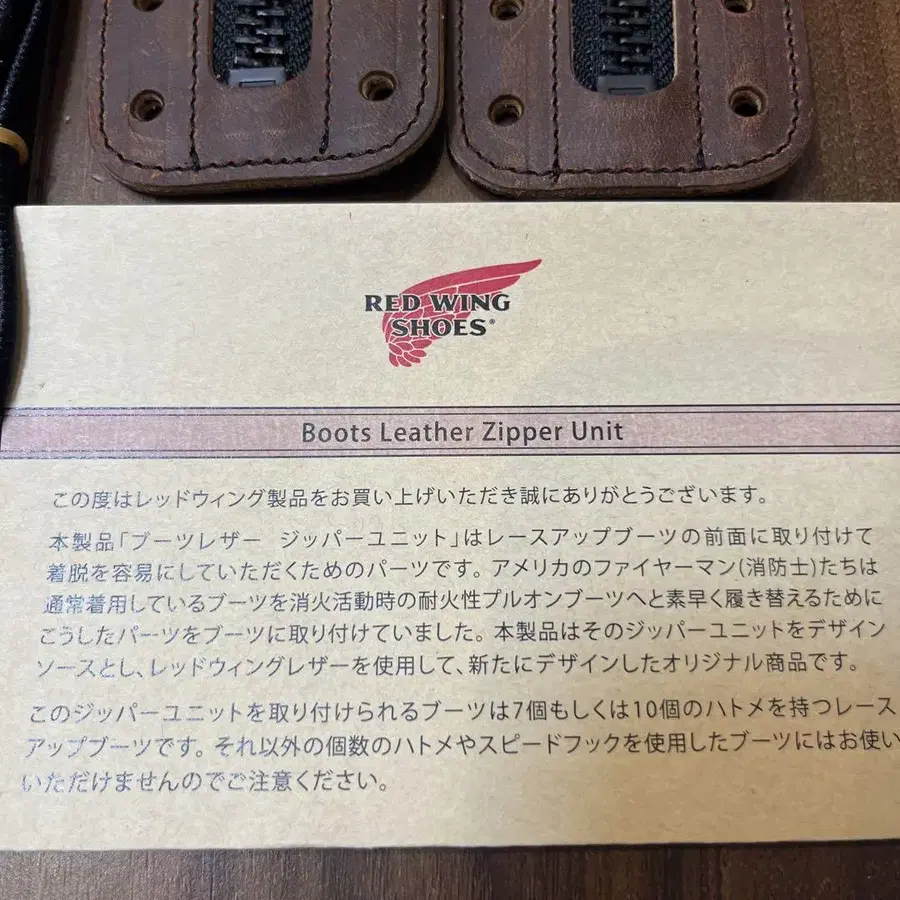 RED WING
SHOES®
Boots Leather Zipper Unit
この度はレッドウィング製品をお買い上げいただき誠にありがとうございます。
本製品「ブーツレザー ジッパーユニット」はレースアップブーツの前面に取り付けて
着脱を容易にしていただくためのパーツです。アメリカのファイヤーマン(消防士)たちは
通常着用しているブーツを消火活動時の耐火性プルオンブーツへと素早く履き替えるために
こうしたパーツをブーツに取り付けていました。本製品はそのジッパーユニットをデザイン
ソースとし、レッドウィングレザーを使用して、新たにデザインしたオリジナル商品です。
このジッパーユニットを取り付けられるブーツは7個もしくは10個のハトメを持つレース
アップブーツです。それ以外の個数のハトメやスピードフックを使用したブーツにはお使い
いただけませんのでご注意ください。